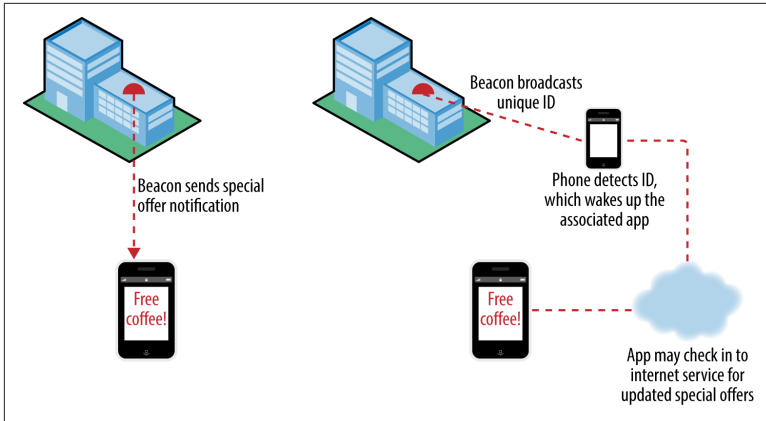 Beacon sends special
offer notification
Free
coffee!
Beacon broadcasts
unique ID
Phone detects ID,
which wakes up the
associated app
Free
coffee!
App may check in to
internet service for
updated special offers